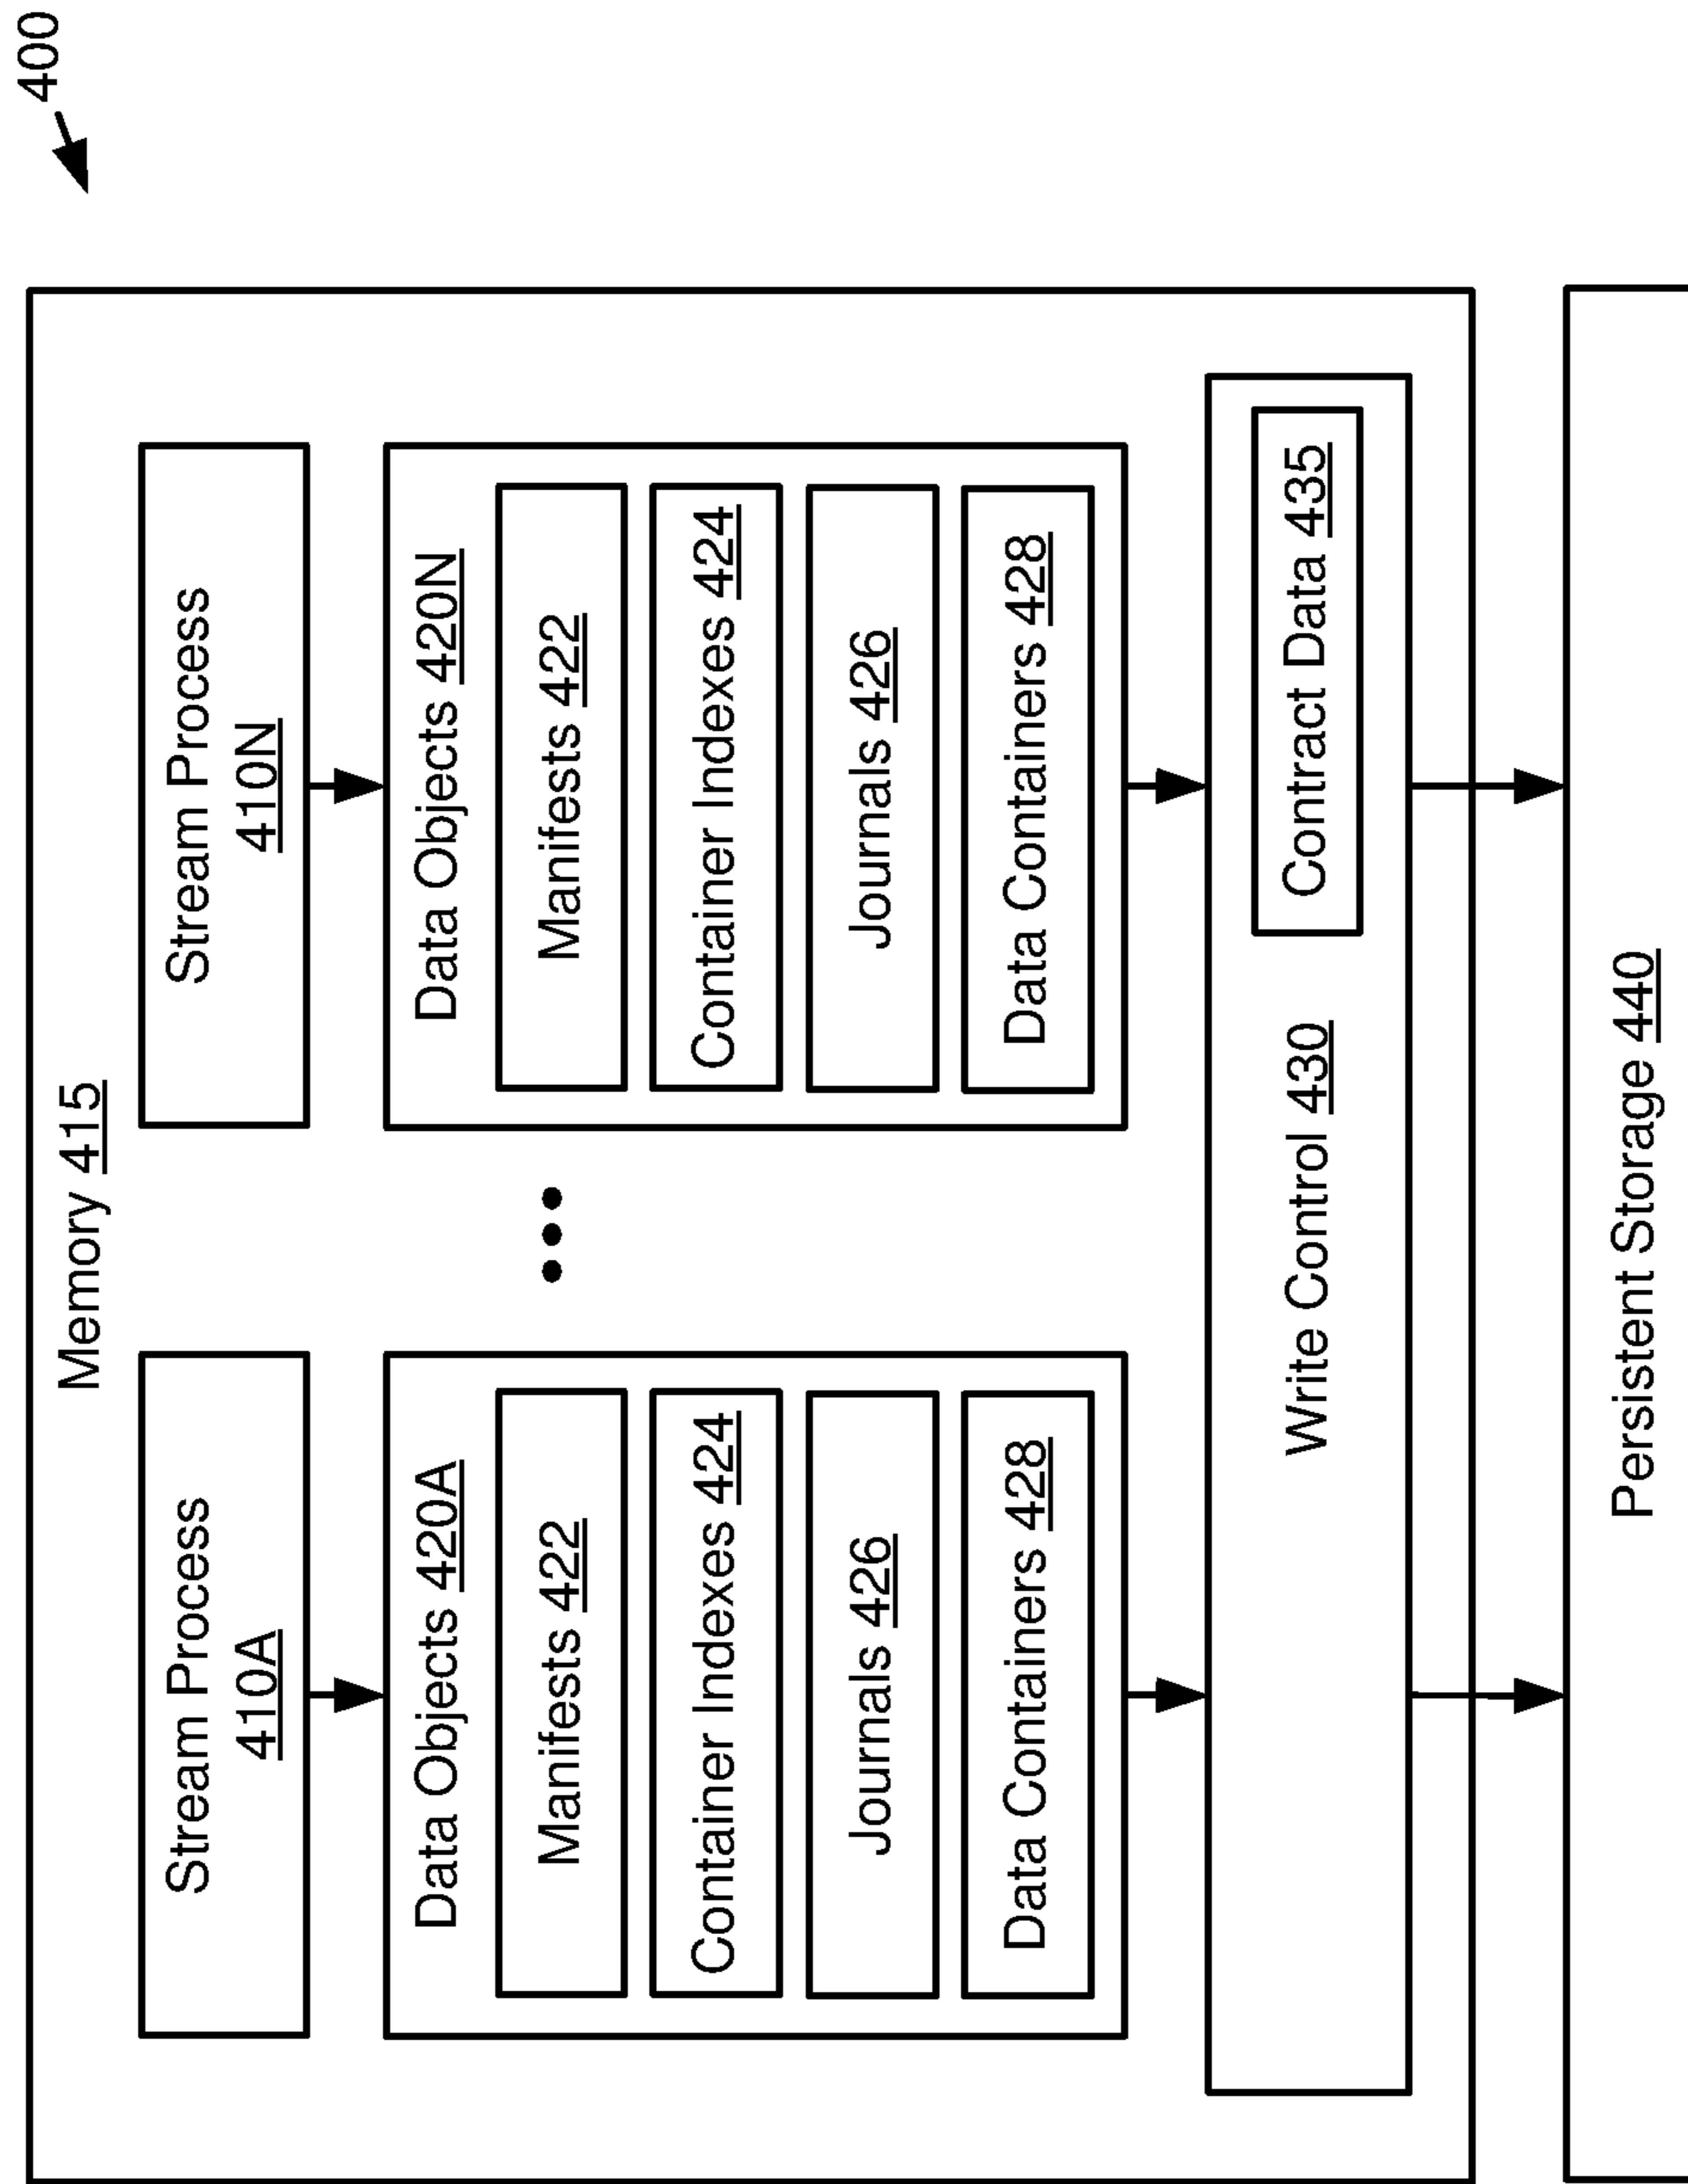 400
Memory 415
Stream Process
410A
Data Objects 420A
Manifests 422
Container Indexes 424
Journals 426
Data Containers 428
Stream Process
410N
Data Objects 420N
Manifests 422
Container Indexes 424
Journals 426
Data Containers 428
Write Control 430
Contract Data 435
Persistent Storage 440